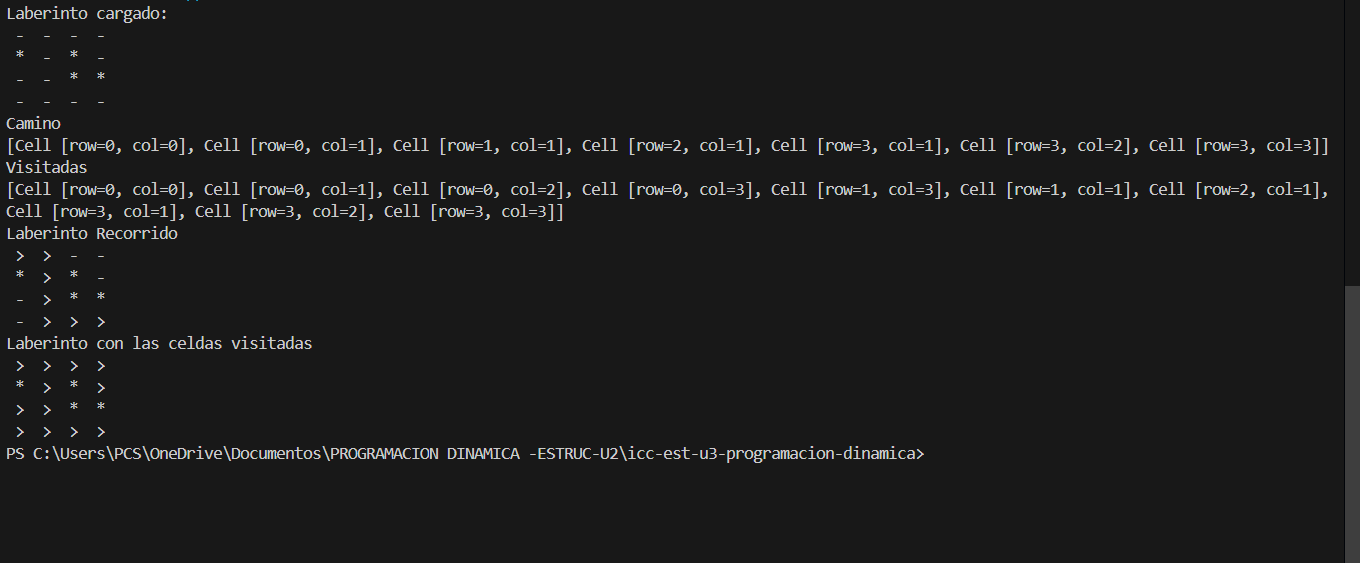 Laberinto cargado:
 -  -  -  -
 *  -  *  -
 -  -  *  *
 -  -  -  -
Camino
[Cell [row=0, col=0], Cell [row=0, col=1], Cell [row=1, col=1], Cell [row=2, col=1], Cell [row=3, col=1], Cell [row=3, col=2], Cell [row=3, col=3]]
Visitadas
[Cell [row=0, col=0], Cell [row=0, col=1], Cell [row=0, col=2], Cell [row=0, col=3], Cell [row=1, col=3], Cell [row=1, col=1], Cell [row=2, col=1],
Cell [row=3, col=1], Cell [row=3, col=2], Cell [row=3, col=3]]
Laberinto Recorrido
 >  >  -  -
 *  >  *  -
 -  >  *  *
 -  >  >  >
Laberinto con las celdas visitadas
 >  >  >  >
 *  >  *  >
 >  >  *  *
 >  >  >  >
PS C:\Users\PCS\OneDrive\Documentos\PROGRAMACION DINAMICA -ESTRUC-U2\icc-est-u3-programacion-dinamica>